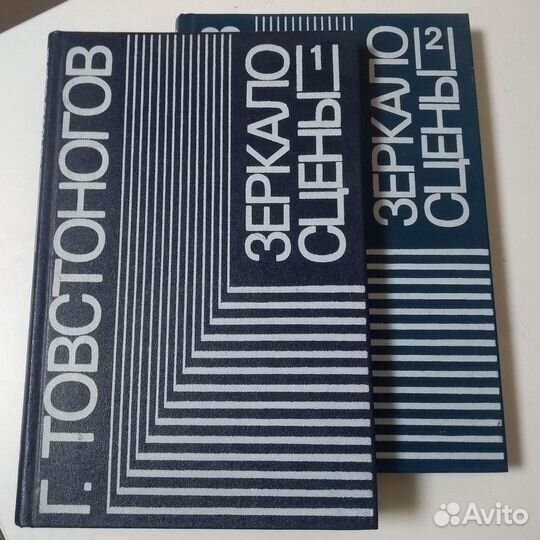 Г. ТОВСТОНОГОВ
ЗЕРКАЛО
СЦЕНЫ 1
ЗЕРКАЛО
СЦЕНЫ 2
В
Avito